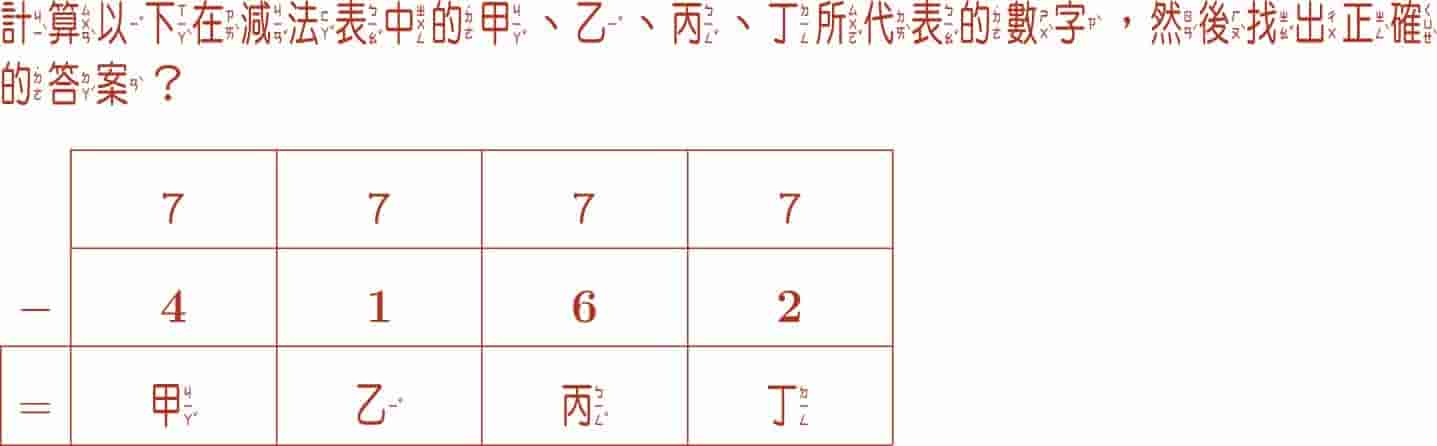 計算以下在減法表中的甲、乙、丙、丁所代表的數字,然後找出正確
的答案?
7 7 7 7
− 4 1 6 2
= 甲 乙 丙 丁